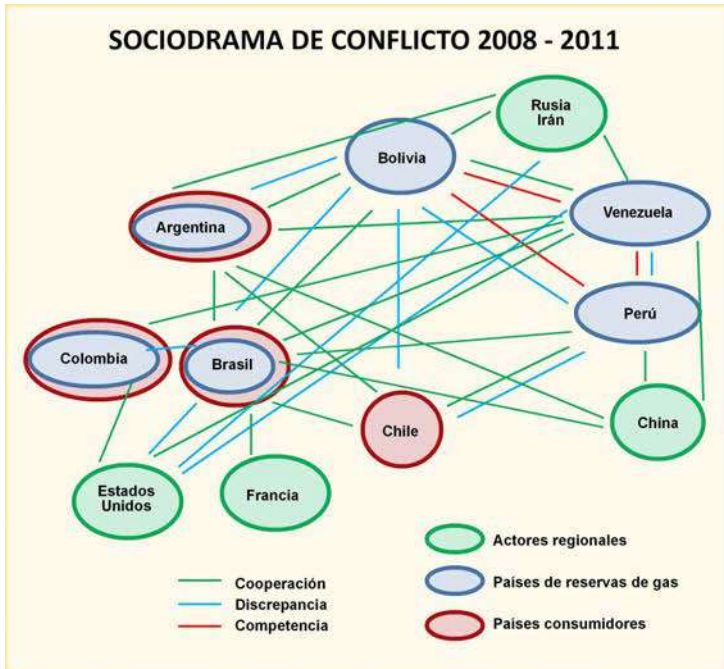 SOCIODRAMA DE CONFLICTO 2008 - 2011
Rusia
Irán
Bolivia
Venezuela
Argentina
Perú
Colombia
Brasil
Chile
China
Estados
Unidos
Francia
Actores regionales
Cooperación
Países de reservas de gas
Discrepancia
Competencia
Países consumidores